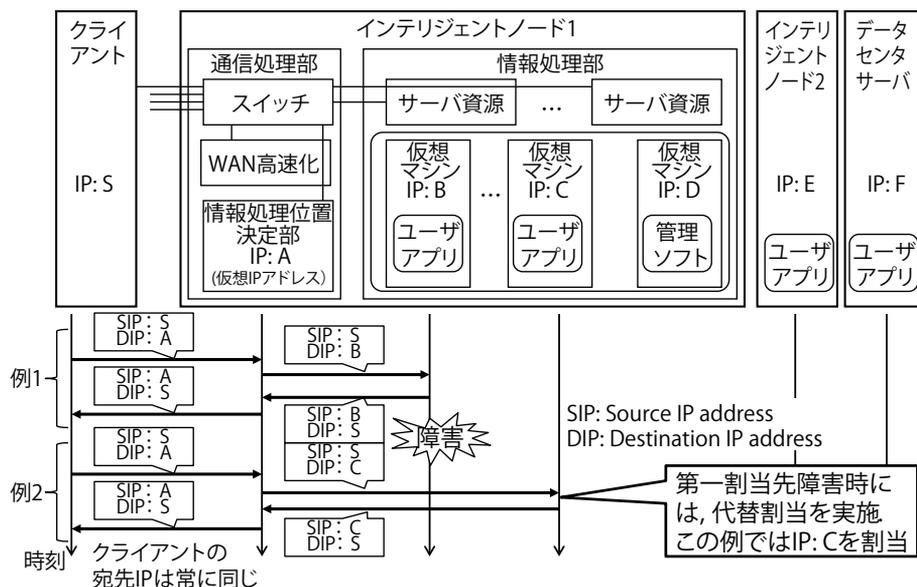 クライ
アント
IP: S
インテリジェントノード1
通信処理部
スイッチ
WAN高速化
情報処理位置
決定部
IP: A
(仮想IPアドレス)
情報処理部
サーバ資源
…
サーバ資源
仮想
マシン
IP: B
ユーザ
アプリ
…
仮想
マシン
IP: C
ユーザ
アプリ
仮想
マシン
IP: D
管理
ソフト
インテリ
ジェント
ノード2
IP: E
ユーザ
アプリ
データ
センタ
サーバ
IP: F
ユーザ
アプリ
例1
SIP: S
DIP: A
SIP: S
DIP: B
SIP: A
DIP: S
SIP: B
DIP: S
障害
SIP: Source IP address
DIP: Destination IP address
例2
SIP: S
DIP: A
SIP: S
DIP: C
SIP: A
DIP: S
SIP: C
DIP: S
第一割当先障害時に
は, 代替割当を実施.
この例ではIP: Cを割当
時刻
クライアントの
宛先IPは常に同じ